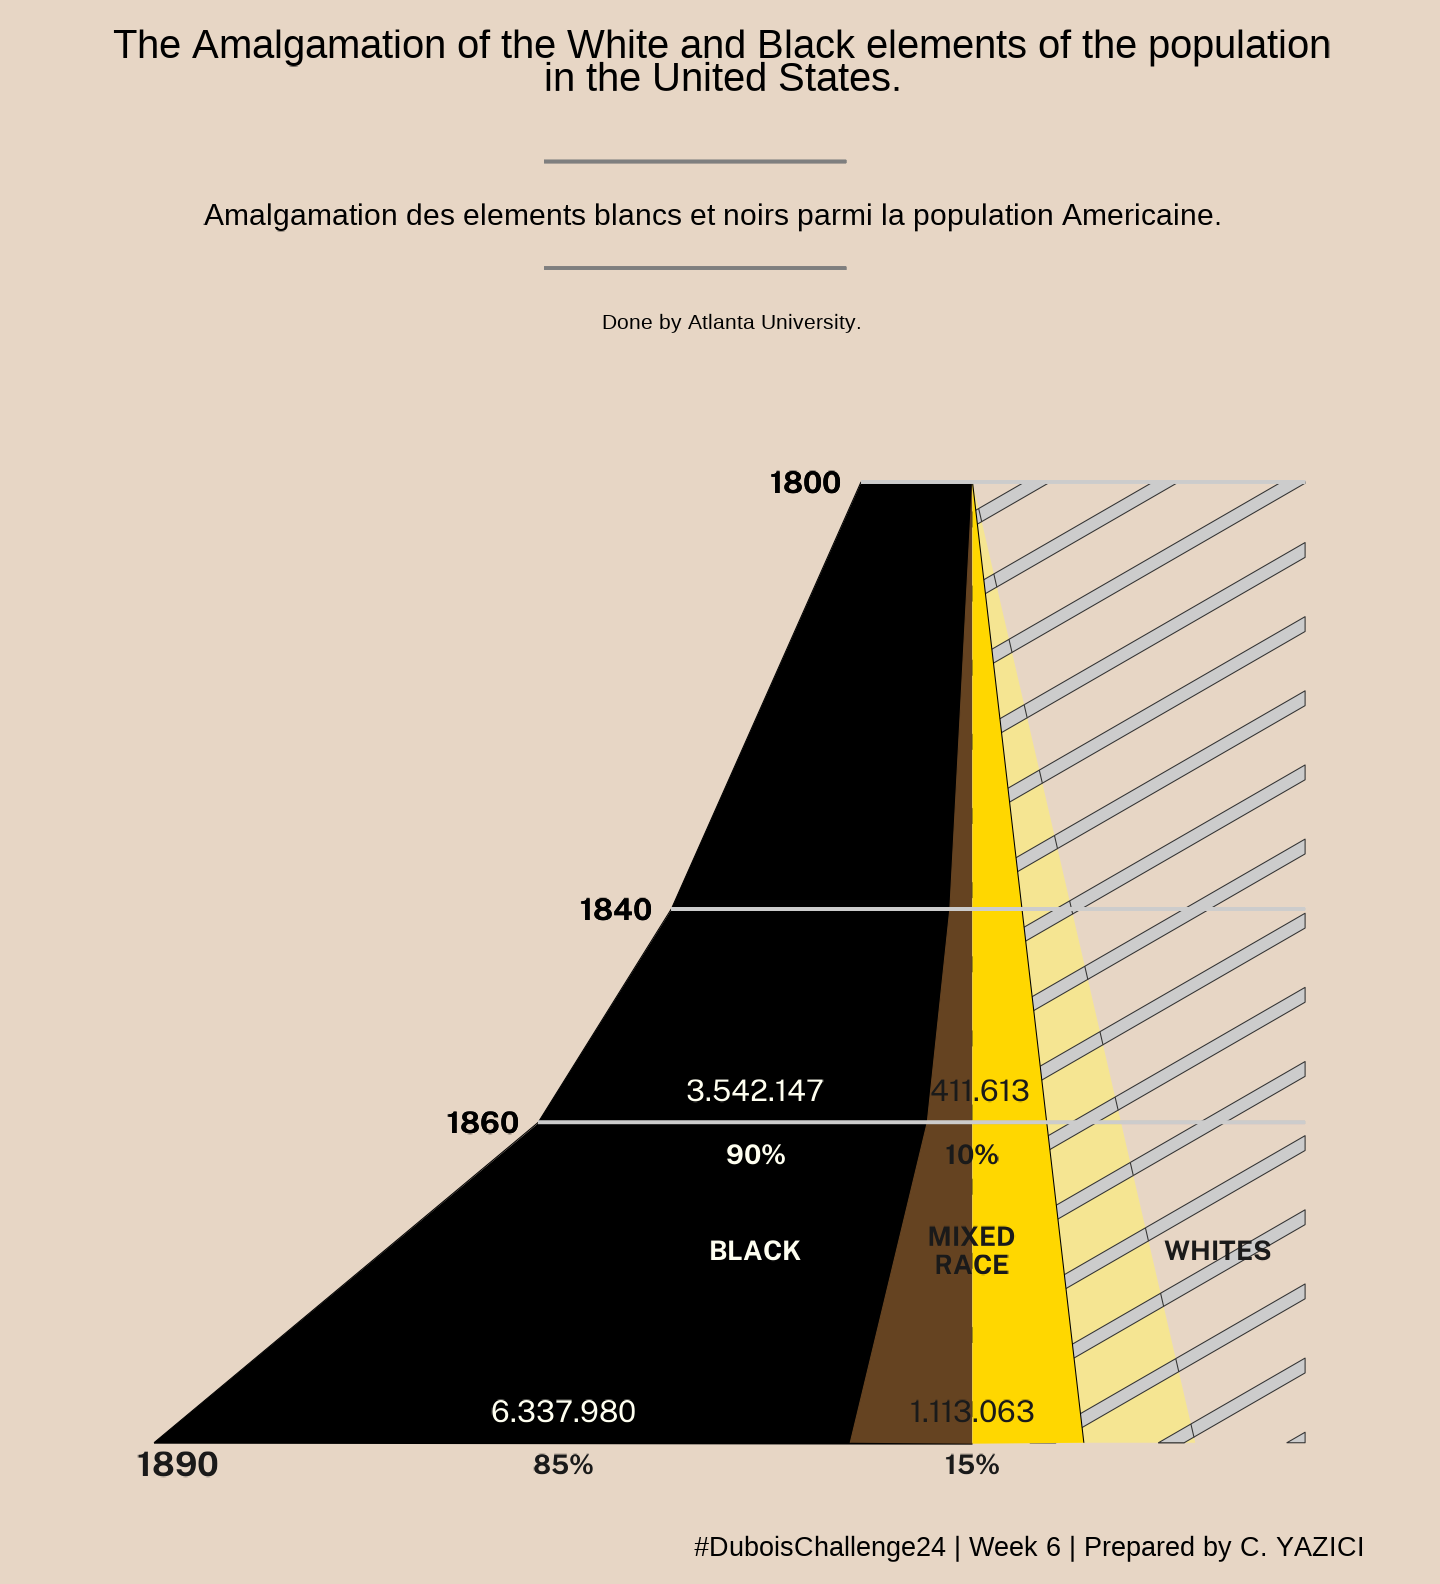 The Amalgamation of the White and Black elements of the population
in the United States.
Amalgamation des elements blancs et noirs parmi la population Americaine.
Done by Atlanta University.
1800
1840
3.542.147 411.613
1860
90% 10%
BLACK MIXED RACE WHITES
6.337.980 1.113.063
1890 85% 15%
#DuboisChallenge24 | Week 6 | Prepared by C. YAZICI